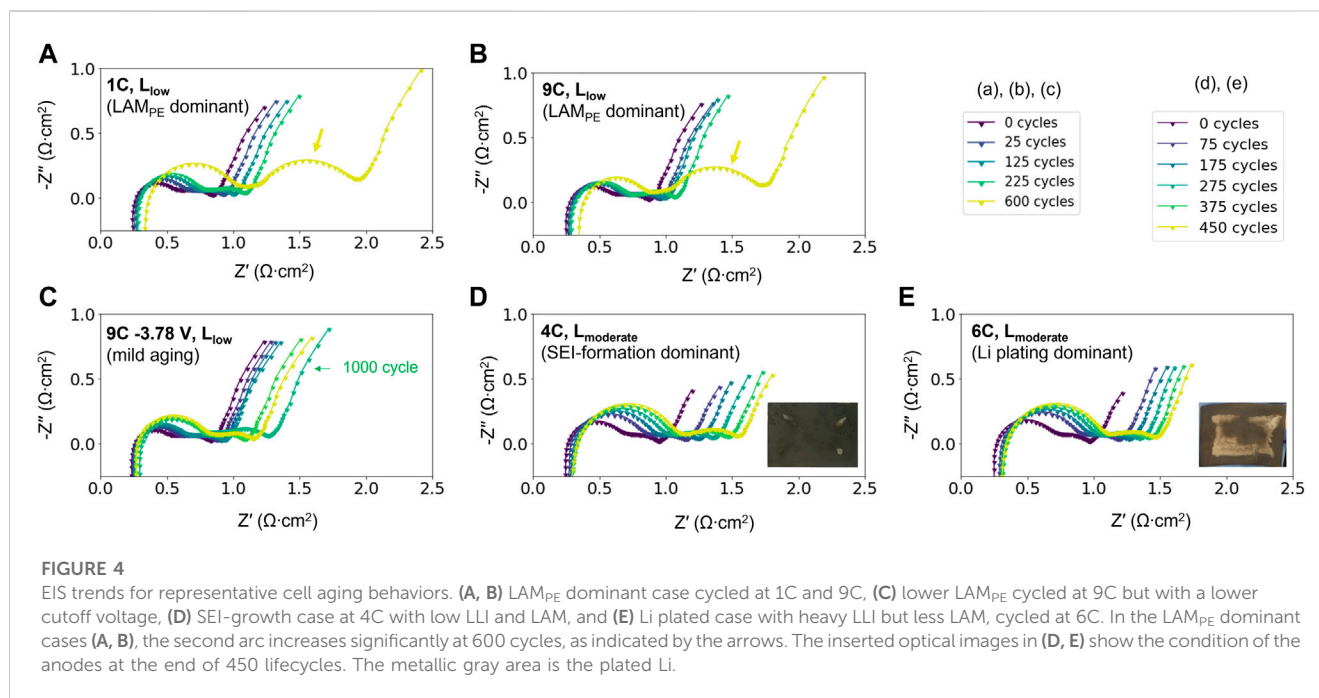 A
1C, Llow
(LAMPE dominant)
-Z″ (Ω·cm²)
1.0
0.5
0.0
0.0 0.5 1.0 1.5 2.0 2.5
Z′ (Ω·cm²)
B
9C, Llow
(LAMPE dominant)
-Z″ (Ω·cm²)
1.0
0.5
0.0
0.0 0.5 1.0 1.5 2.0 2.5
Z′ (Ω·cm²)
(a), (b), (c)
0 cycles
25 cycles
125 cycles
225 cycles
600 cycles
(d), (e)
0 cycles
75 cycles
175 cycles
275 cycles
375 cycles
450 cycles
C
9C -3.78 V, Llow
(mild aging)
1000 cycle
-Z″ (Ω·cm²)
1.0
0.5
0.0
0.0 0.5 1.0 1.5 2.0 2.5
Z′ (Ω·cm²)
D
4C, Lmoderate
(SEI-formation dominant)
-Z″ (Ω·cm²)
1.0
0.5
0.0
0.0 0.5 1.0 1.5 2.0 2.5
Z′ (Ω·cm²)
E
6C, Lmoderate
(Li plating dominant)
-Z″ (Ω·cm²)
1.0
0.5
0.0
0.0 0.5 1.0 1.5 2.0 2.5
Z′ (Ω·cm²)
FIGURE 4
EIS trends for representative cell aging behaviors. (A, B) LAMPE dominant case cycled at 1C and 9C, (C) lower LAMPE cycled at 9C but with a lower
cutoff voltage, (D) SEI-growth case at 4C with low LLI and LAM, and (E) Li plated case with heavy LLI but less LAM, cycled at 6C. In the LAMPE dominant
cases (A, B), the second arc increases significantly at 600 cycles, as indicated by the arrows. The inserted optical images in (D, E) show the condition of the
anodes at the end of 450 lifecycles. The metallic gray area is the plated Li.